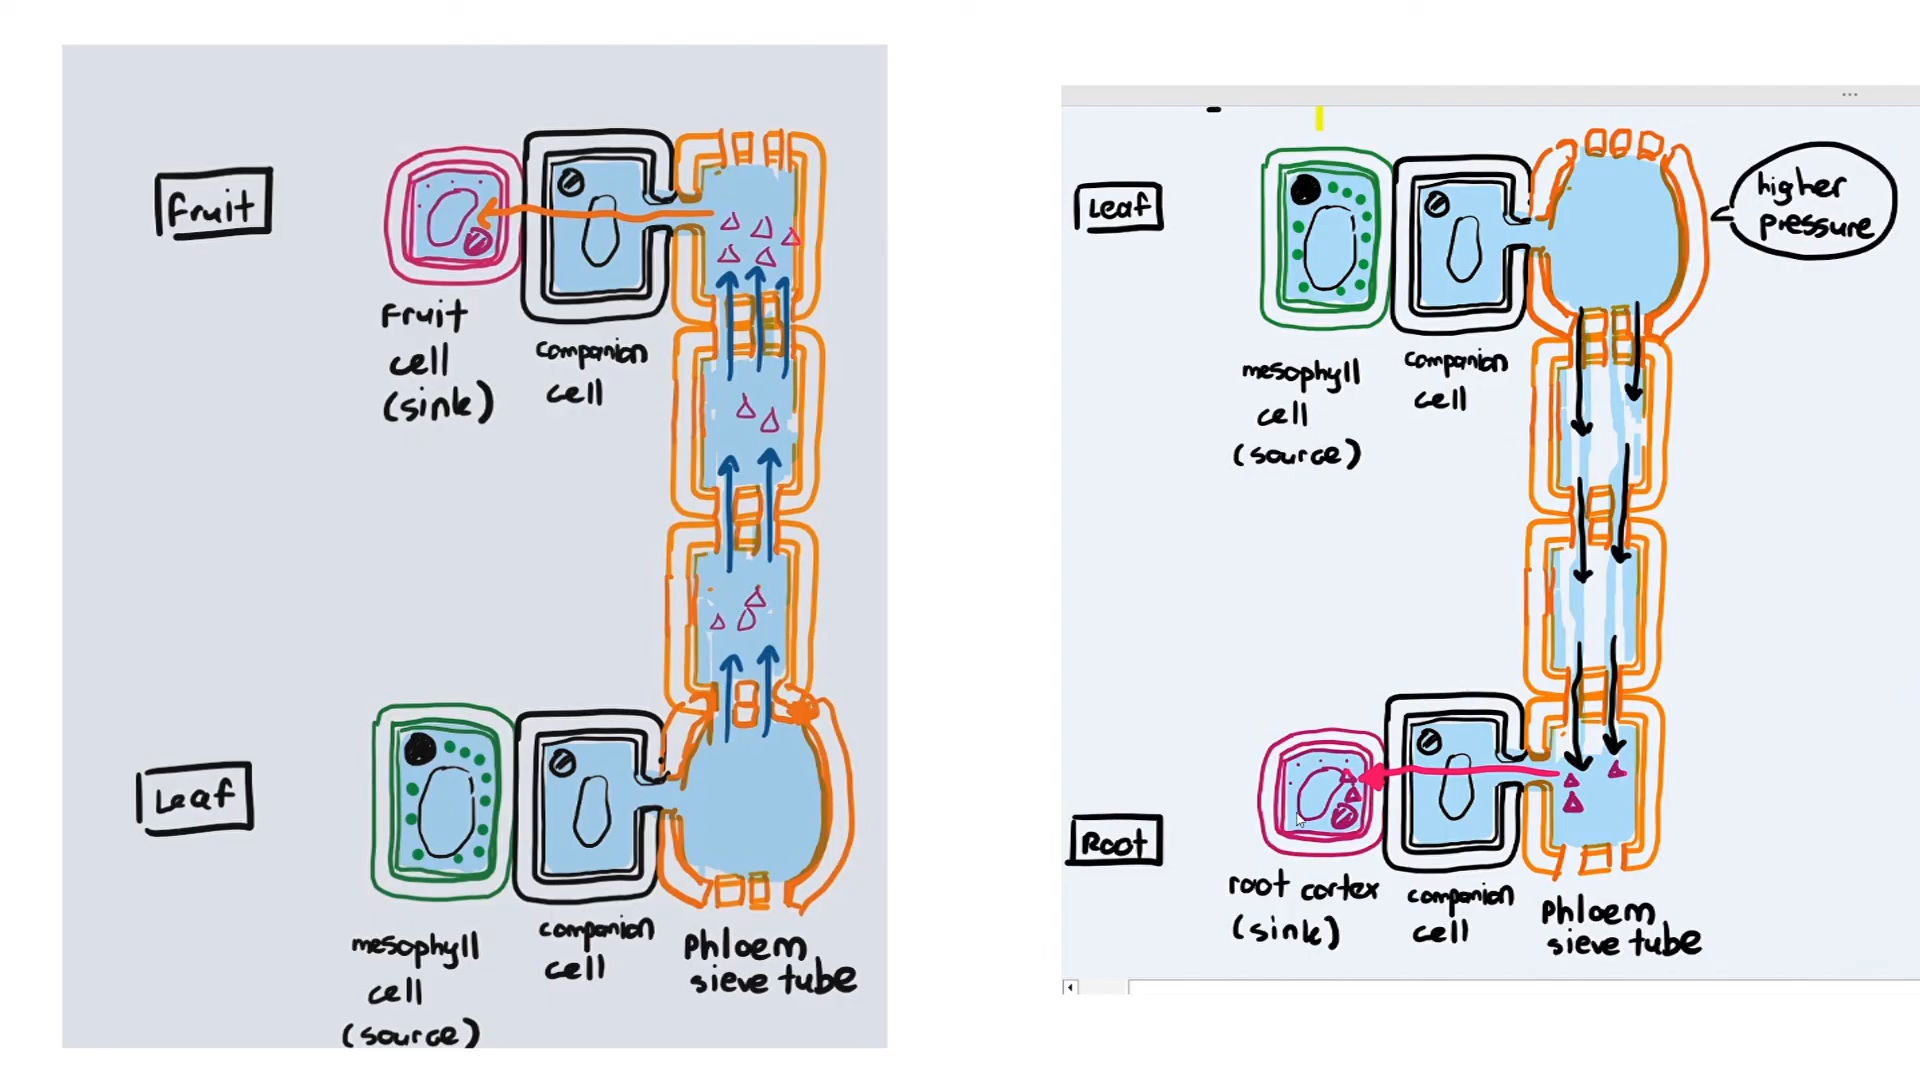 Fruit
Fruit
cell
(sink)
companion
cell
Leaf
mesophyll
cell
(source)
companion
cell
Phloem
sieve tube
Leaf
higher
pressure
mesophyll
cell
(source)
companion
cell
Root
root cortex
(sink)
companion
cell
Phloem
sieve tube